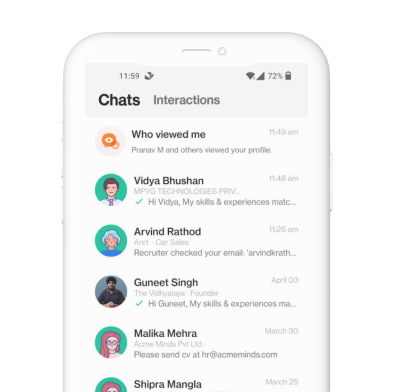 11:59 72%
Chats Interactions
Who viewed me 11:49 am
Pranav M and others viewed your profile.
Vidya Bhushan 11:48 am
MPYG TECHNOLOGIES PRIV...
Hi Vidya, My skills & experiences matc...
Arvind Rathod 11:26 am
Anrt · Car Sales
Recruiter checked your email: 'arvindkrath...
Guneet Singh April 03
The Vidhyalaya · Founder
Hi Guneet, My skills & experiences ma...
Malika Mehra March 30
Acme Minds Pvt Ltd ·
Please send cv at hr@acmeminds.com
Shipra Mangla March 25